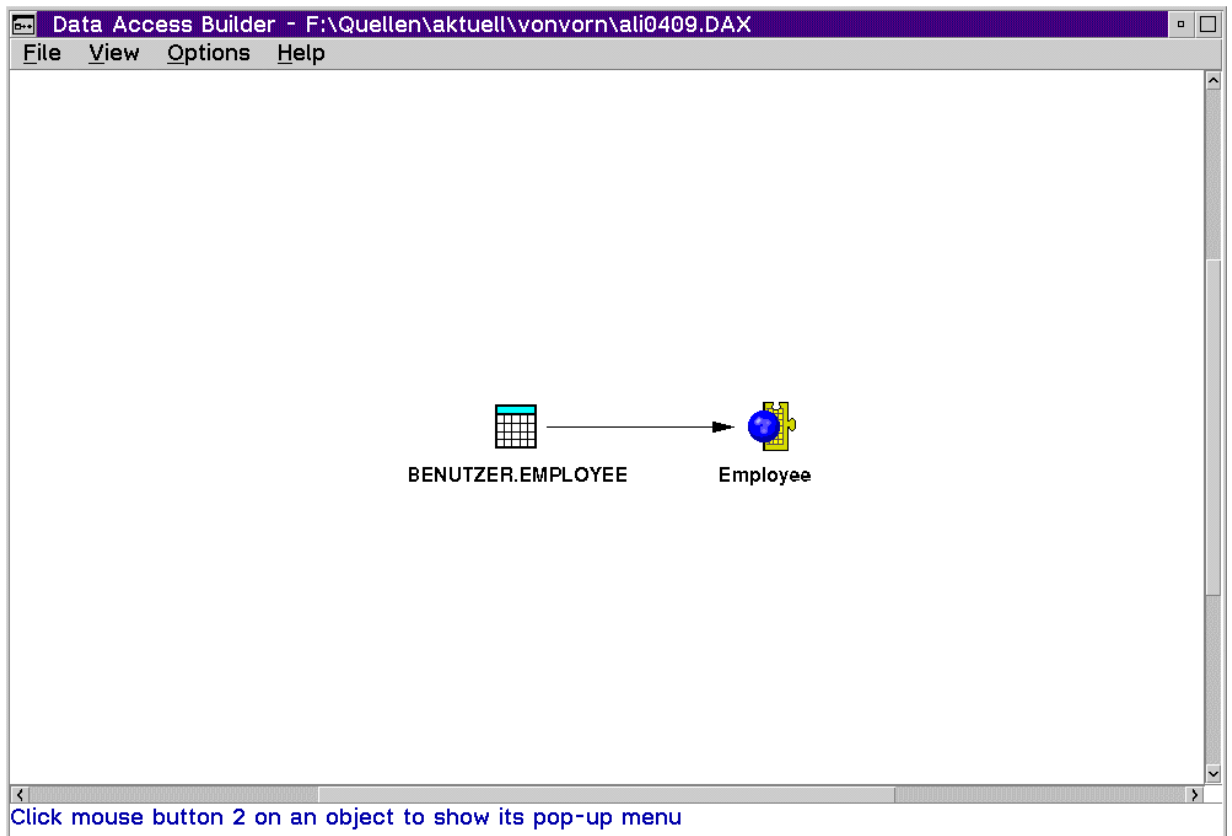 Data Access Builder - F:\Quellen\aktuell\vonvorn\ali0409.DAX
File View Options Help
BENUTZER.EMPLOYEE Employee
Click mouse button 2 on an object to show its pop-up menu